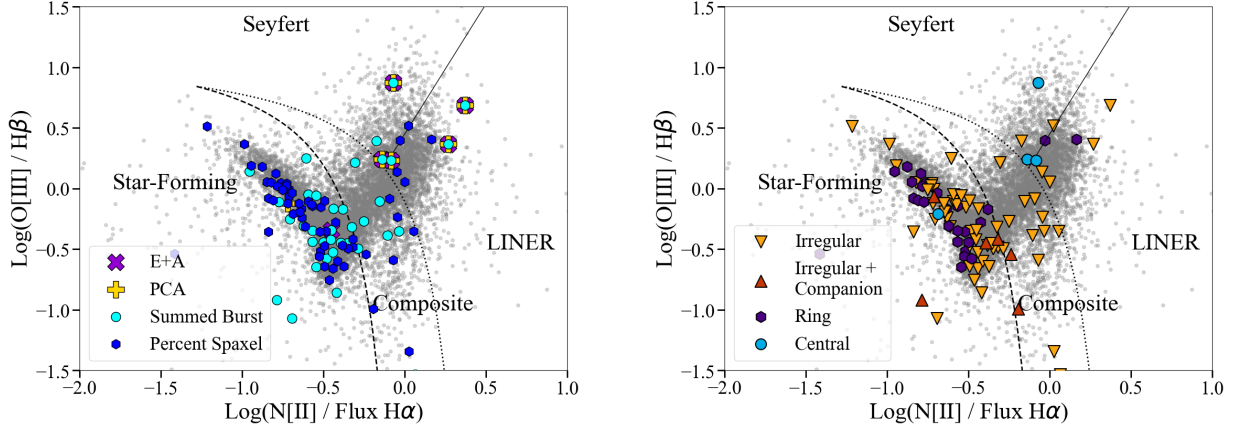 1.5
1.0
0.5
0.0
−0.5
−1.0
−1.5
Log(O[III] / Hβ)
Seyfert
Star-Forming
LINER
Composite
E+A
PCA
Summed Burst
Percent Spaxel
−2.0 −1.5 −1.0 −0.5 0.0 0.5 1.0
Log(N[II] / Flux Hα)
1.5
1.0
0.5
0.0
−0.5
−1.0
−1.5
Log(O[III] / Hβ)
Seyfert
Star-Forming
LINER
Composite
Irregular
Irregular +
Companion
Ring
Central
−2.0 −1.5 −1.0 −0.5 0.0 0.5 1.0
Log(N[II] / Flux Hα)